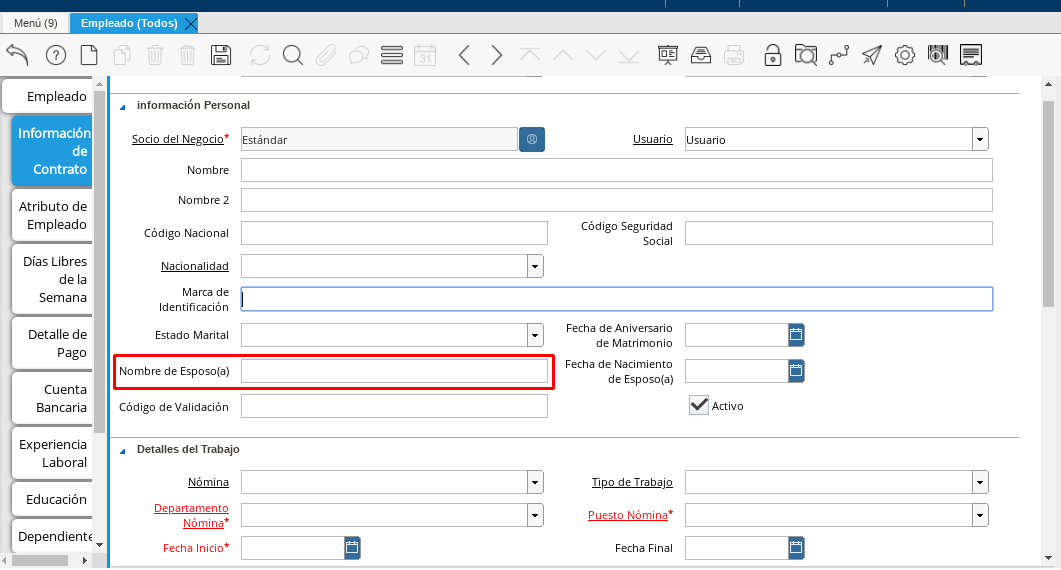 Menú (9)
Empleado (Todos)
31
Empleado
Información
de
Contrato
Atributo de
Empleado
Días Libres
de la
Semana
Detalle de
Pago
Cuenta
Bancaria
Experiencia
Laboral
Educación
Dependiente
información Personal
Socio del Negocio* Estándar Usuario Usuario
Nombre
Nombre 2
Código Nacional
Código Seguridad
Social
Nacionalidad
Marca de
Identificación
Estado Marital
Fecha de Aniversario
de Matrimonio
Nombre de Esposo(a)
Fecha de Nacimiento
de Esposo(a)
Código de Validación Activo
Detalles del Trabajo
Nómina Tipo de Trabajo
Departamento
Nómina*
Puesto Nómina*
Fecha Inicio* Fecha Final